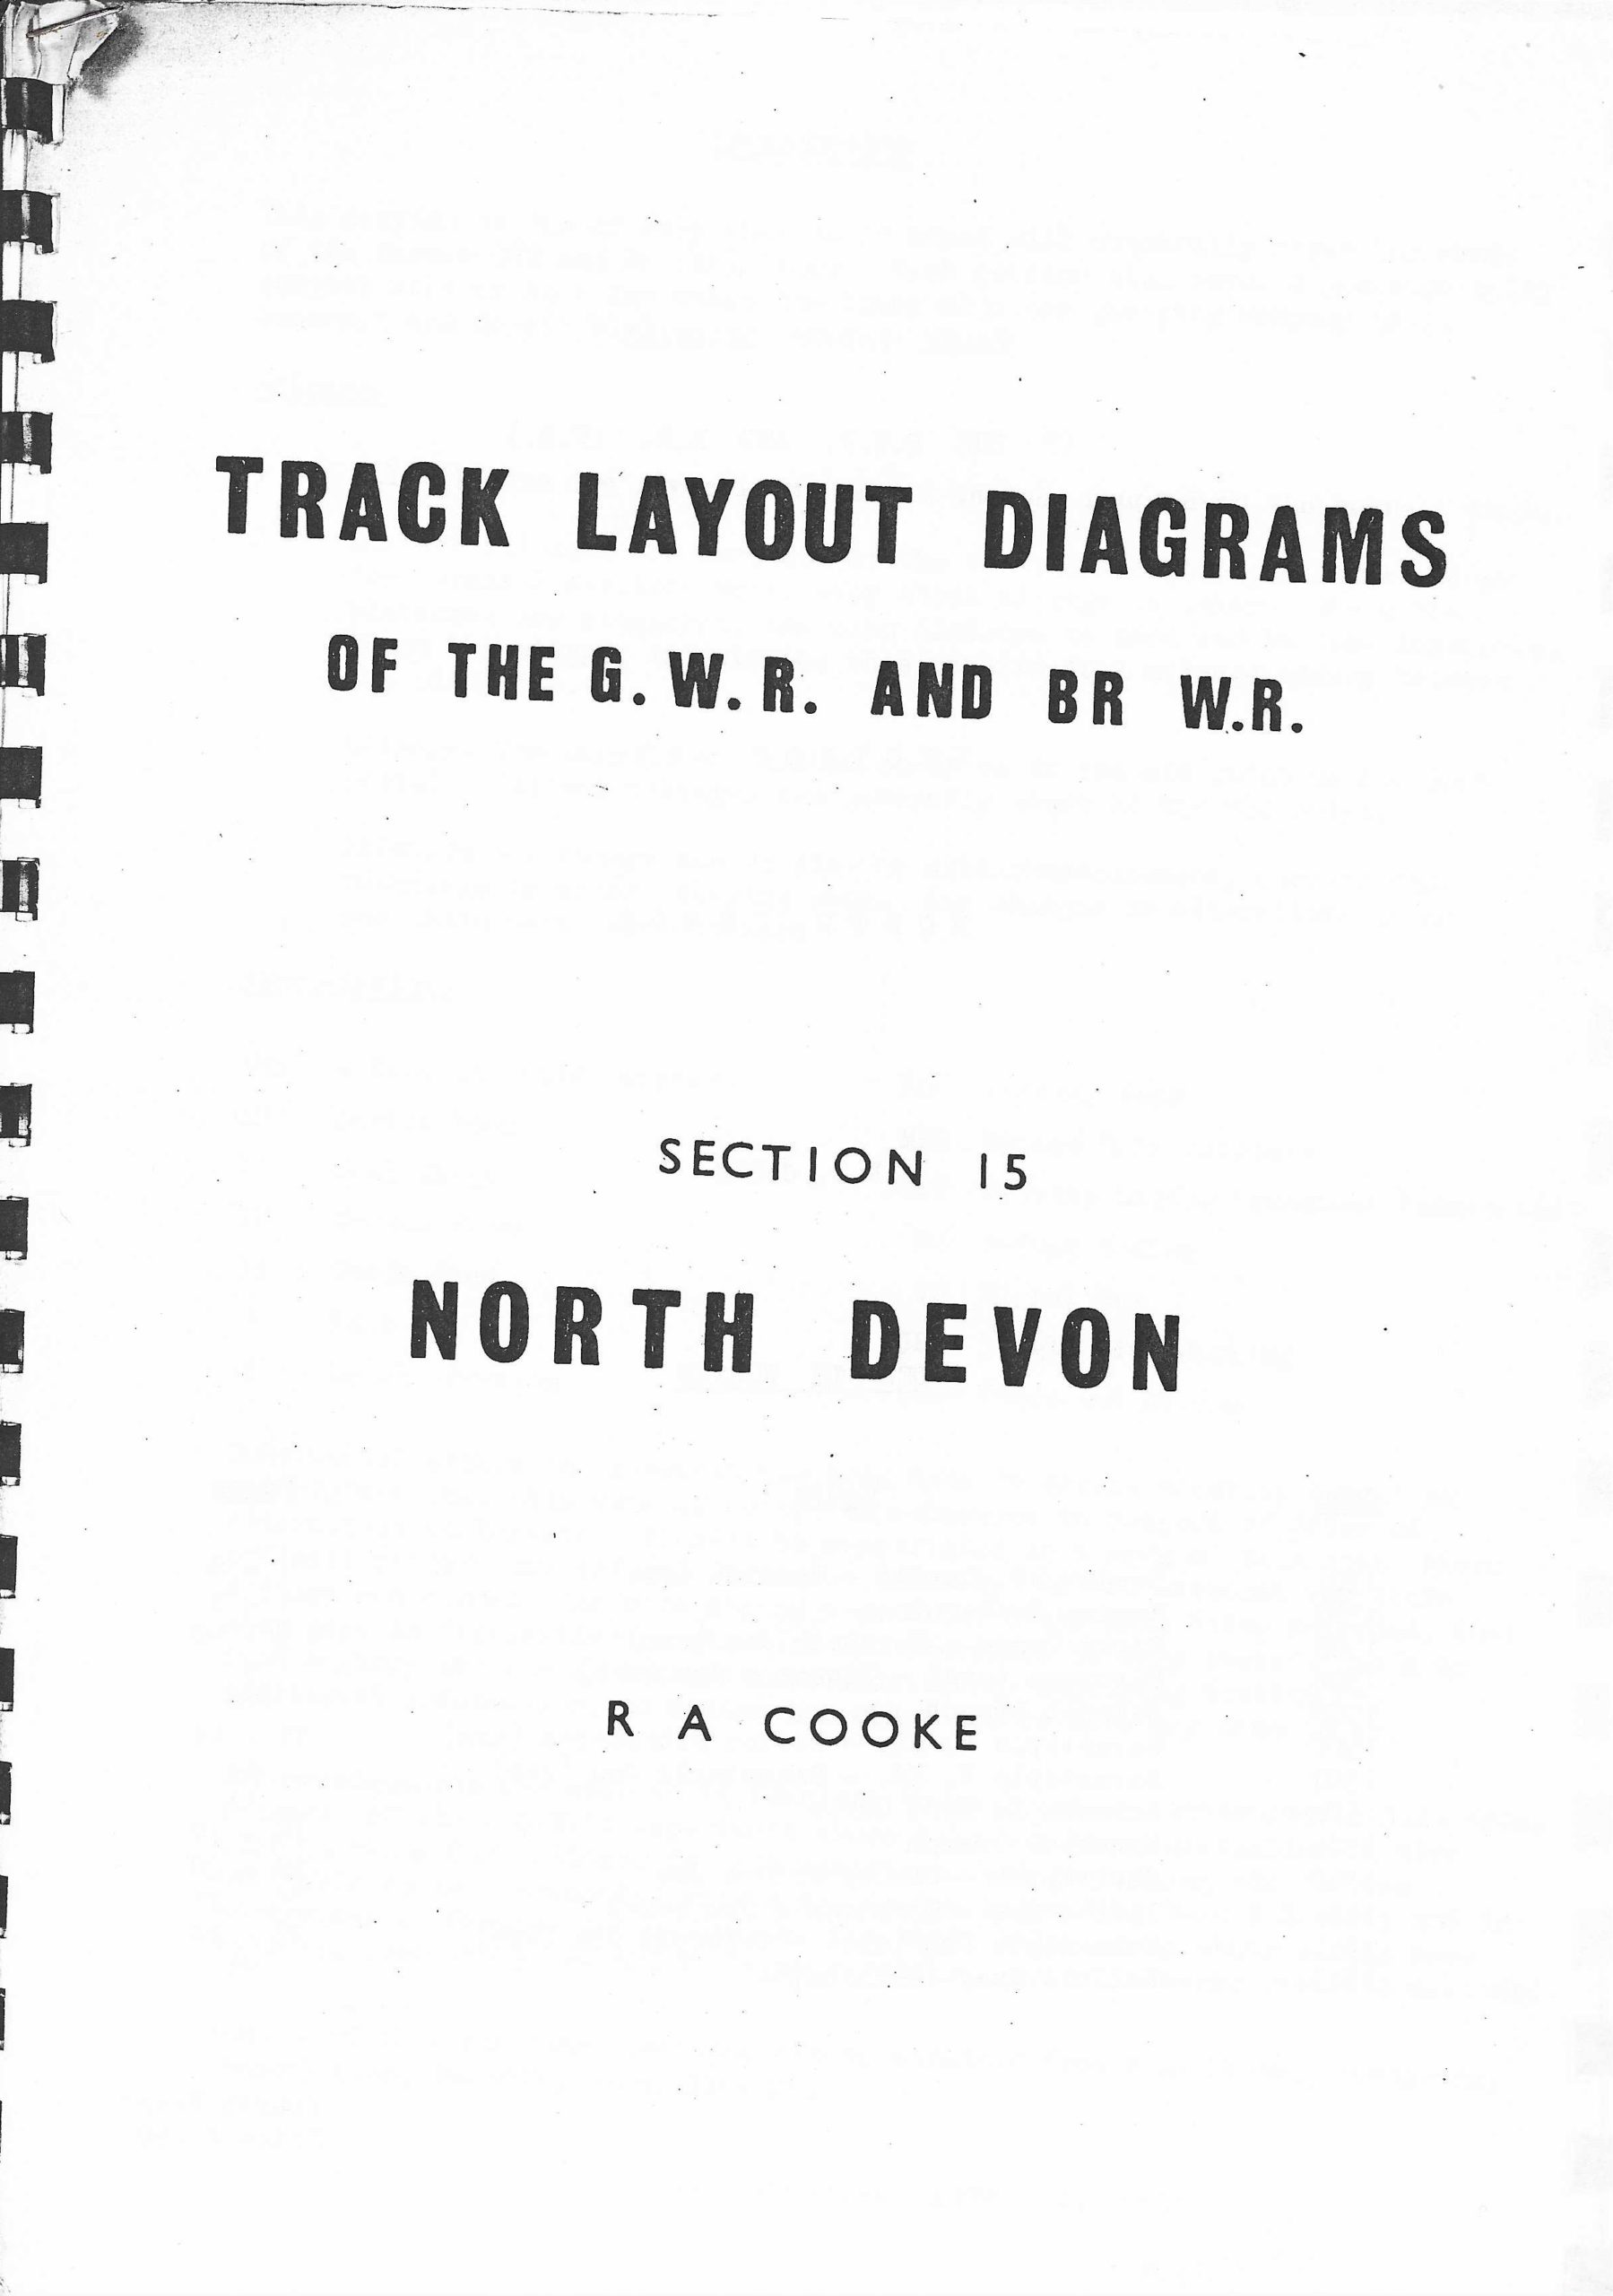 TRACK LAYOUT DIAGRAMS
OF THE G.W.R. AND BR W.R.
SECTION 15
NORTH DEVON
R A COOKE